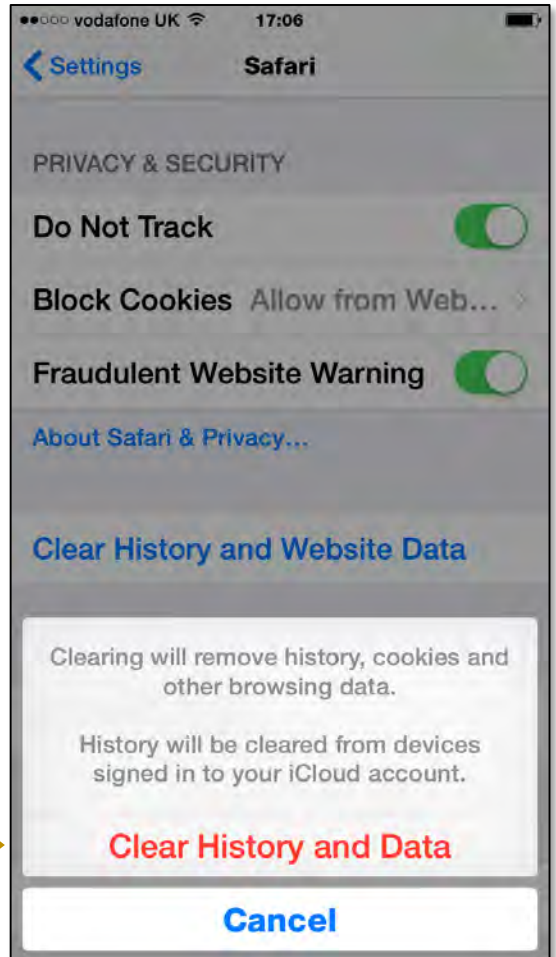 vodafone UK 17:06
Settings Safari
PRIVACY & SECURITY
Do Not Track
Block Cookies Allow from Web...
Fraudulent Website Warning
About Safari & Privacy...
Clear History and Website Data
Clearing will remove history, cookies and
other browsing data.
History will be cleared from devices
signed in to your iCloud account.
Clear History and Data
Cancel